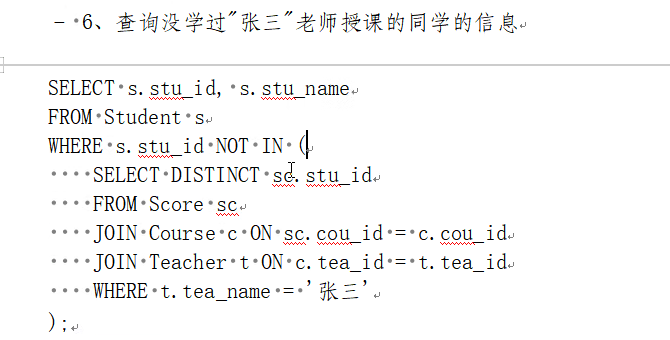 - 6、查询没学过"张三"老师授课的同学的信息
SELECT s.stu_id, s.stu_name
FROM Student s
WHERE s.stu_id NOT IN (
    SELECT DISTINCT sc.stu_id
    FROM Score sc
    JOIN Course c ON sc.cou_id = c.cou_id
    JOIN Teacher t ON c.tea_id = t.tea_id
    WHERE t.tea_name = '张三'
);